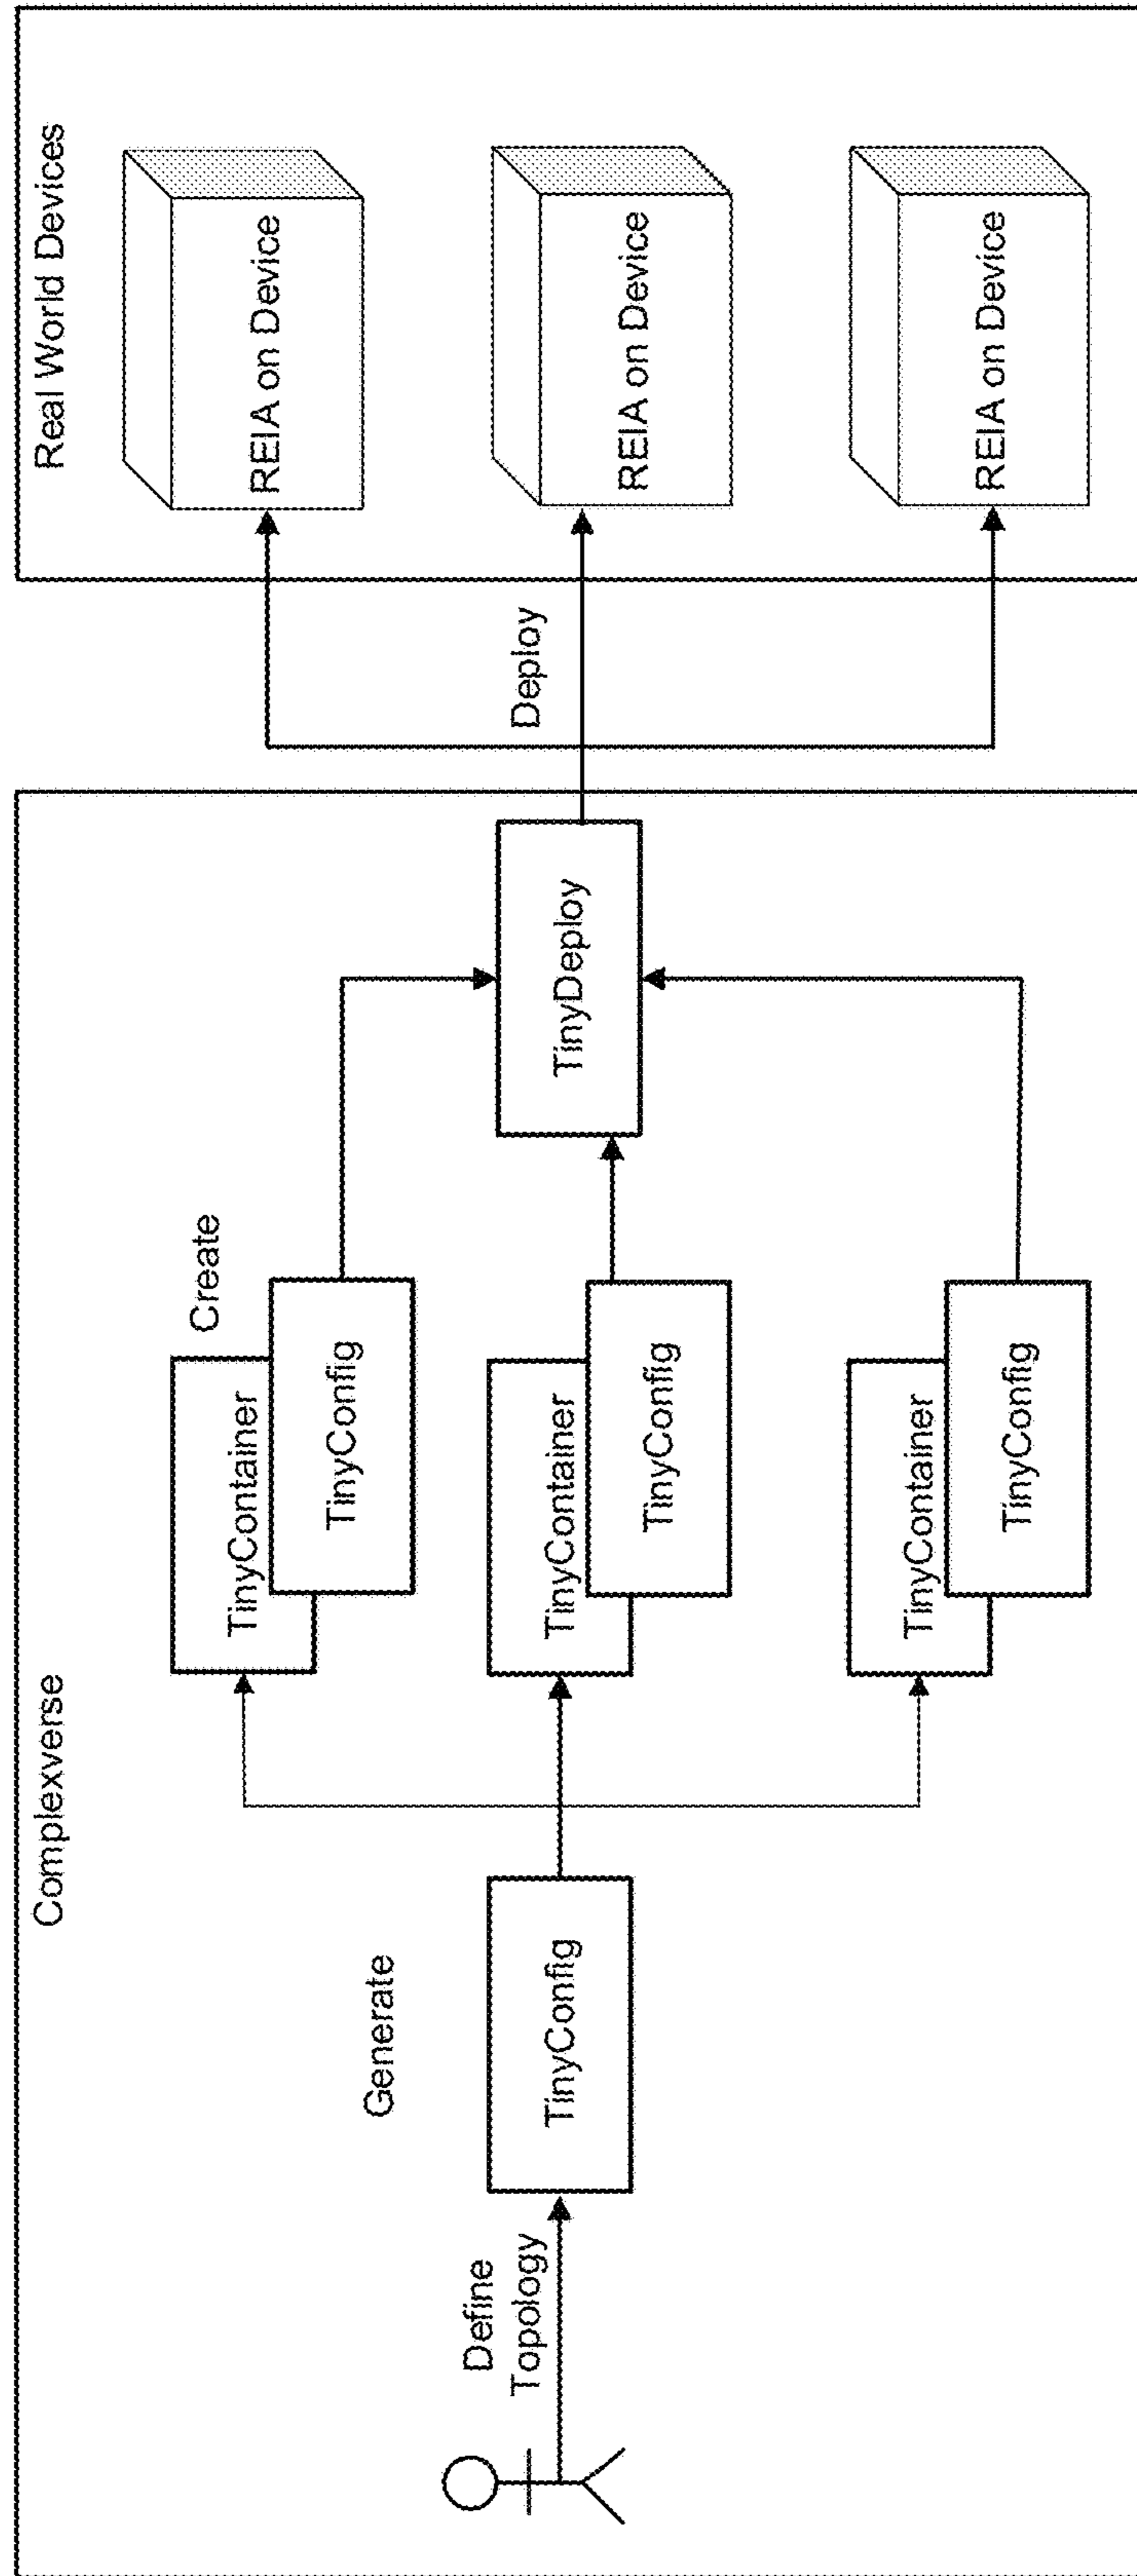 Complexverse
Define
Topology
Generate
TinyConfig
Create
TinyContainer
TinyConfig
TinyContainer
TinyConfig
TinyContainer
TinyConfig
TinyDeploy
Deploy
Real World Devices
REIA on Device
REIA on Device
REIA on Device